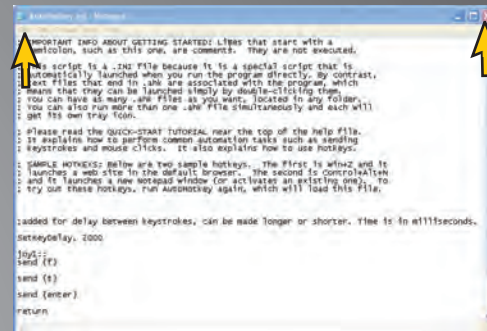 AutoHotkey.ini - Notepad
IMPORTANT INFO ABOUT GETTING STARTED: Lines that start with a
semicolon, such as this one, are comments. They are not executed.
This script is a .INI file because it is a special script that is
automatically launched when you run the program directly. By contrast,
text files that end in .ahk are associated with the program, which
means that they can be launched simply by double-clicking them.
; You can have as many .ahk files as you want, located in any folder.
; You can also run more than one .ahk file simultaneously and each will
; get its own tray icon.
; Please read the QUICK-START TUTORIAL near the top of the help file.
; It explains how to perform common automation tasks such as sending
; keystrokes and mouse clicks. It also explains how to use hotkeys.
; SAMPLE HOTKEYS: Below are two sample hotkeys. The first is Win+Z and it
; launches a web site in the default browser. The second is Control+Alt+N
; and it launches a new Notepad window (or activates an existing one). To
; try out these hotkeys, run AutoHotkey again, which will load this file.
;added for delay between keystrokes, can be made longer or shorter. Time is in milliseconds.
SetKeyDelay, 2000
joy1::
send {f}
send {t}
send {enter}
return